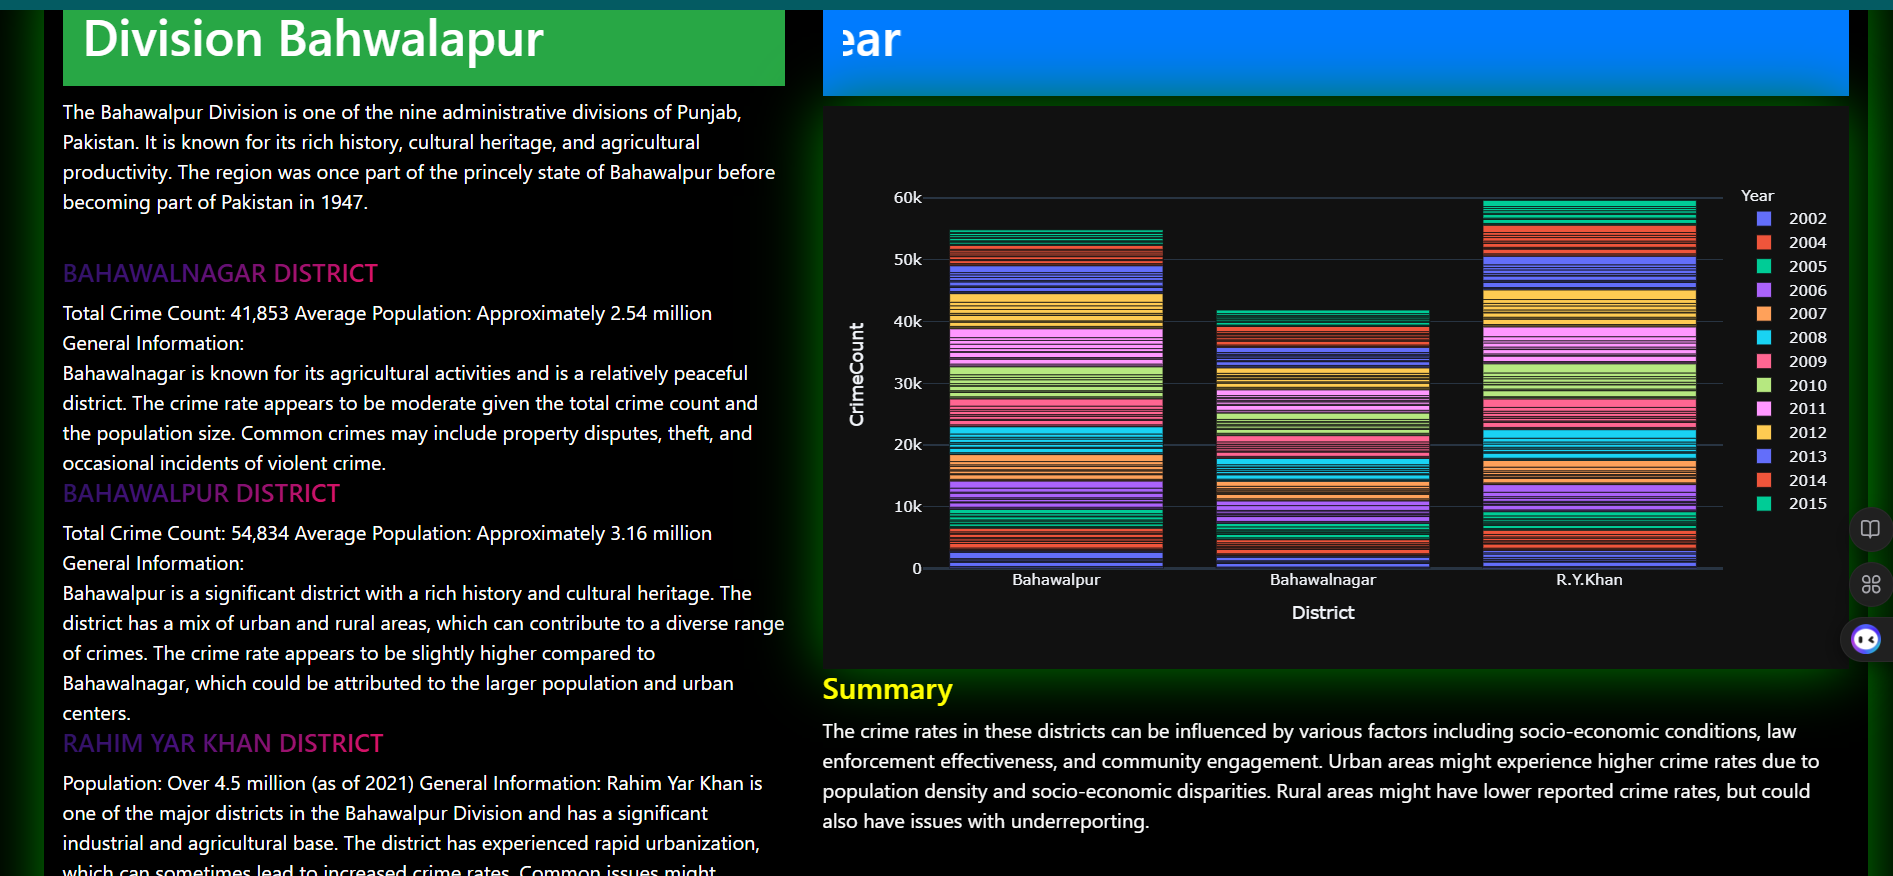 Division Bahwalapur
The Bahawalpur Division is one of the nine administrative divisions of Punjab,
Pakistan. It is known for its rich history, cultural heritage, and agricultural
productivity. The region was once part of the princely state of Bahawalpur before
becoming part of Pakistan in 1947.
BAHAWALNAGAR DISTRICT
Total Crime Count: 41,853 Average Population: Approximately 2.54 million
General Information:
Bahawalnagar is known for its agricultural activities and is a relatively peaceful
district. The crime rate appears to be moderate given the total crime count and
the population size. Common crimes may include property disputes, theft, and
occasional incidents of violent crime.
BAHAWALPUR DISTRICT
Total Crime Count: 54,834 Average Population: Approximately 3.16 million
General Information:
Bahawalpur is a significant district with a rich history and cultural heritage. The
district has a mix of urban and rural areas, which can contribute to a diverse range
of crimes. The crime rate appears to be slightly higher compared to
Bahawalnagar, which could be attributed to the larger population and urban
centers.
RAHIM YAR KHAN DISTRICT
Population: Over 4.5 million (as of 2021) General Information: Rahim Yar Khan is
one of the major districts in the Bahawalpur Division and has a significant
industrial and agricultural base. The district has experienced rapid urbanization,
which can sometimes lead to increased crime rates. Common issues might
ear
60k
50k
40k
30k
20k
10k
0
CrimeCount
Bahawalpur
Bahawalnagar
R.Y.Khan
District
Year
2002
2004
2005
2006
2007
2008
2009
2010
2011
2012
2013
2014
2015
Summary
The crime rates in these districts can be influenced by various factors including socio-economic conditions, law
enforcement effectiveness, and community engagement. Urban areas might experience higher crime rates due to
population density and socio-economic disparities. Rural areas might have lower reported crime rates, but could
also have issues with underreporting.